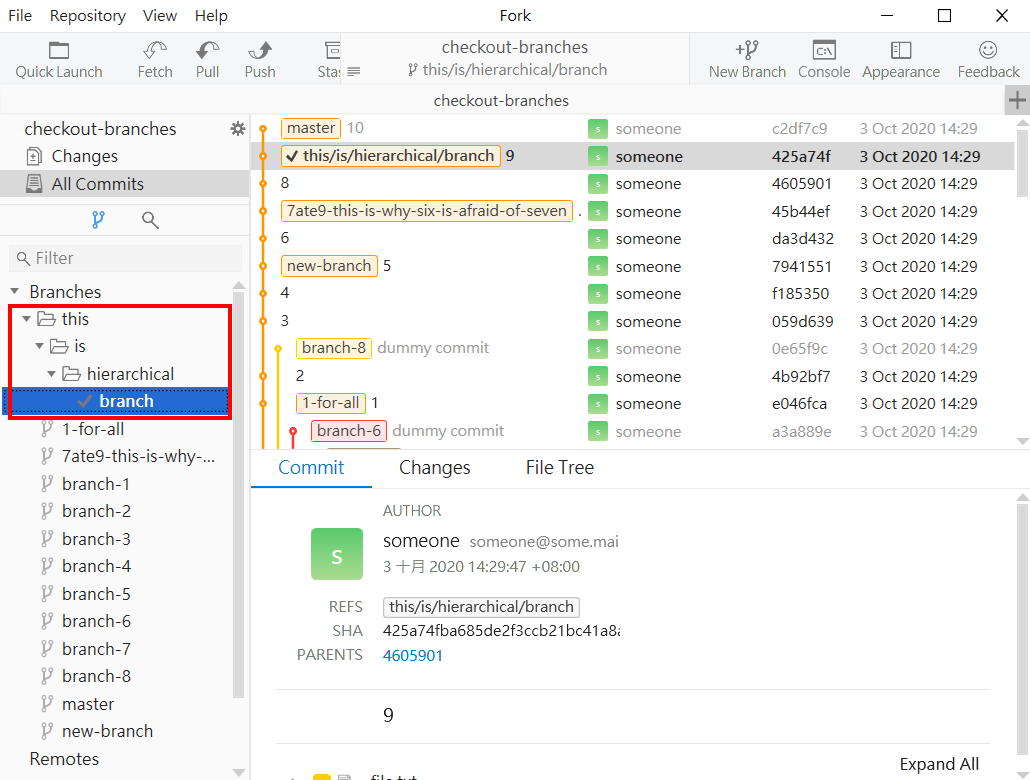 File Repository View Help Fork
Quick Launch Fetch Pull Push Stas checkout-branches New Branch Console Appearance Feedback
this/is/hierarchical/branch
checkout-branches
checkout-branches
Changes
All Commits
Filter
Branches
this
is
hierarchical
branch
1-for-all
7ate9-this-is-why-...
branch-1
branch-2
branch-3
branch-4
branch-5
branch-6
branch-7
branch-8
master
new-branch
Remotes
master 10 s someone c2df7c9 3 Oct 2020 14:29
this/is/hierarchical/branch 9 s someone 425a74f 3 Oct 2020 14:29
8 s someone 4605901 3 Oct 2020 14:29
7ate9-this-is-why-six-is-afraid-of-seven . s someone 45b44ef 3 Oct 2020 14:29
6 s someone da3d432 3 Oct 2020 14:29
new-branch 5 s someone 7941551 3 Oct 2020 14:29
4 s someone f185350 3 Oct 2020 14:29
3 s someone 059d639 3 Oct 2020 14:29
branch-8 dummy commit s someone 0e65f9c 3 Oct 2020 14:29
2 s someone 4b92bf7 3 Oct 2020 14:29
1-for-all 1 s someone e046fca 3 Oct 2020 14:29
branch-6 dummy commit s someone a3a889e 3 Oct 2020 14:29
Commit Changes File Tree
AUTHOR
s someone someone@some.mai
3 十月 2020 14:29:47 +08:00
REFS this/is/hierarchical/branch
SHA 425a74fba685de2f3ccb21bc41a8a
PARENTS 4605901
9
Expand All
file.txt